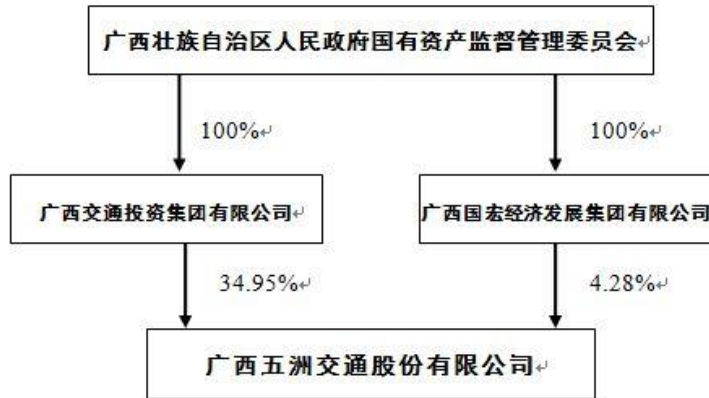 广西壮族自治区人民政府国有资产监督管理委员会
100% 100%
广西交通投资集团有限公司 广西国宏经济发展集团有限公司
34.95% 4.28%
广西五洲交通股份有限公司